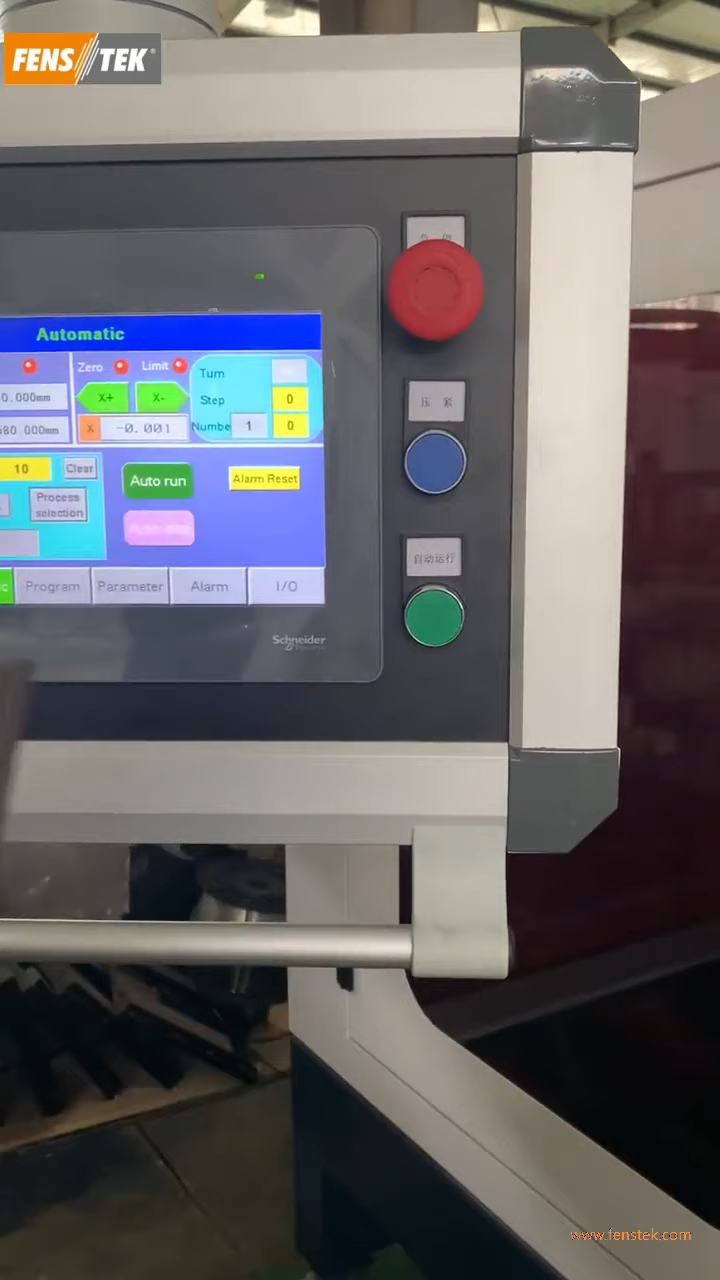 FENS TEK®
Automatic
Zero
Limit
Turn
0.000mm
X+
X-
Step
0
680.000mm
X
-0.001
Numbe
1
0
10
Clear
Auto run
Alarm Reset
Process
selection
Program
Parameter
Alarm
I/O
Schneider
压 紧
自动运行
www.fenstek.com